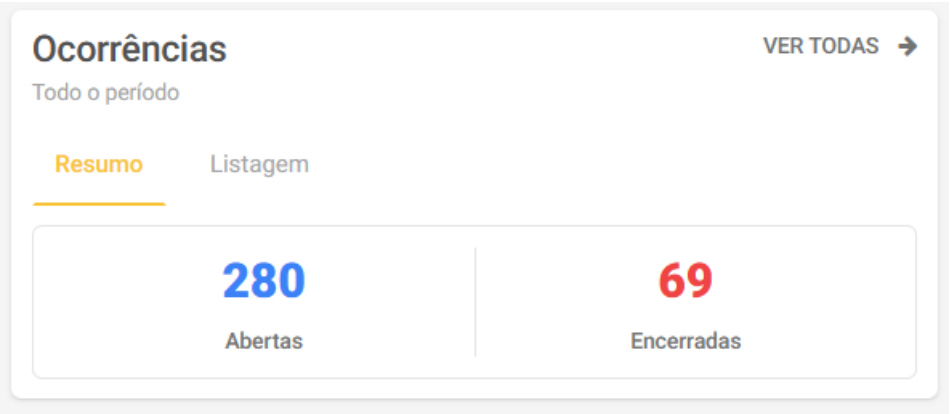 Ocorrências
VER TODAS
Todo o período
Resumo
Listagem
280
69
Abertas
Encerradas